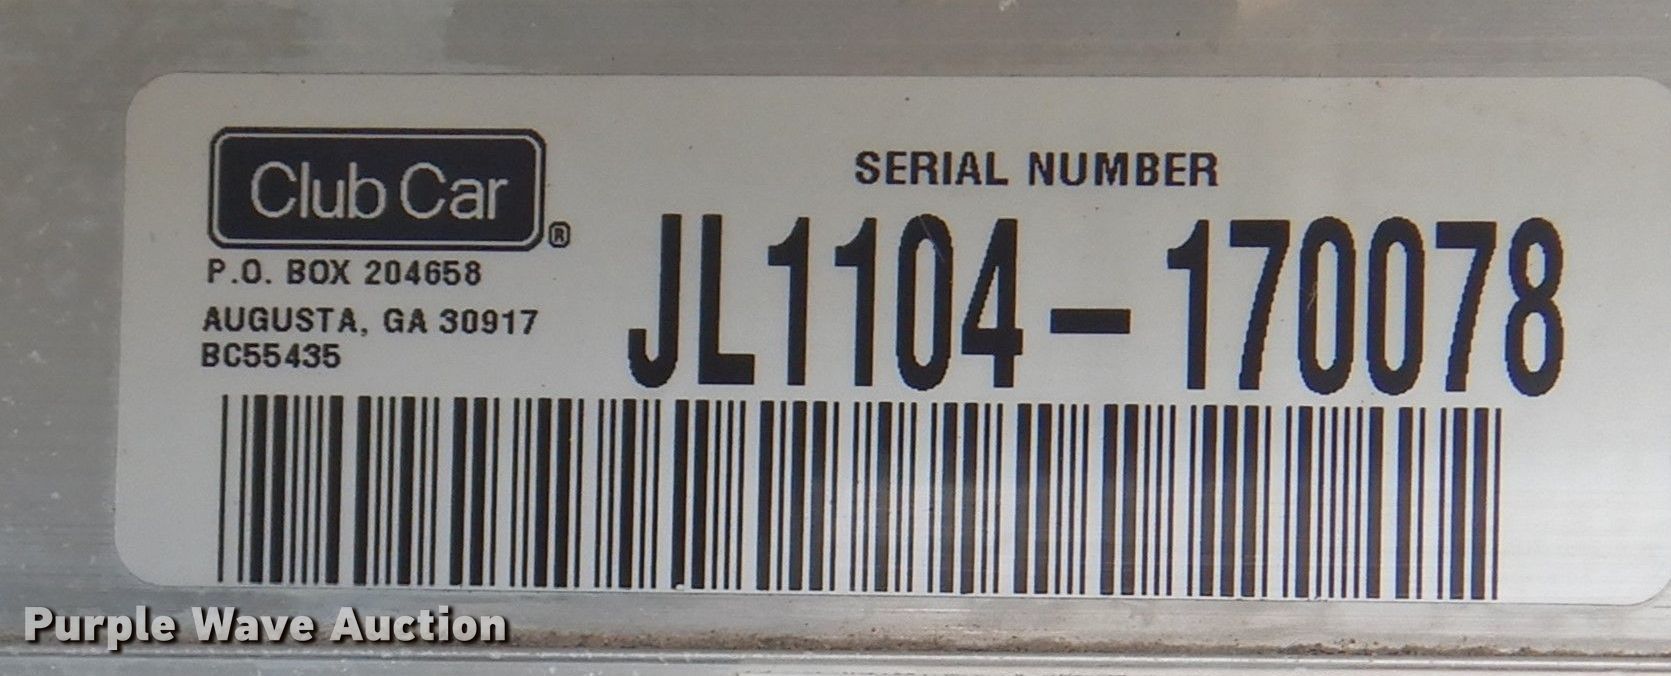 Club Car®
P.O. BOX 204658
AUGUSTA, GA 30917
BC55435
SERIAL NUMBER
JL1104-170078
Purple Wave Auction